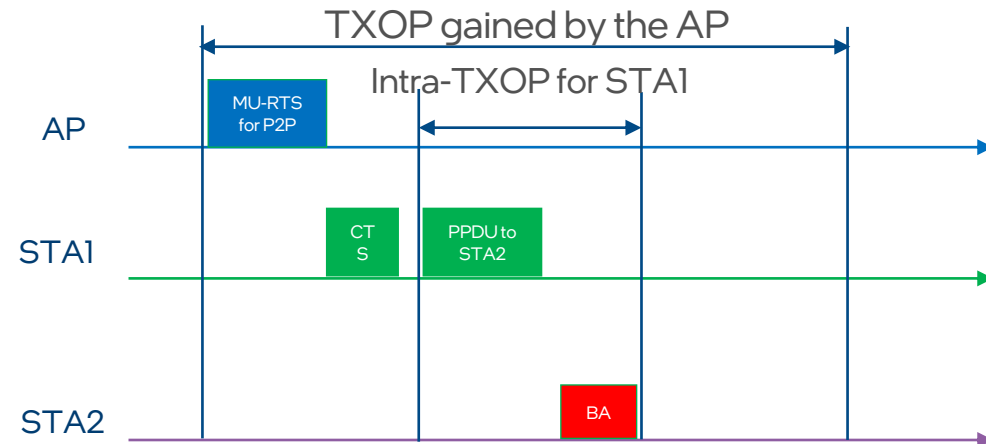 TXOP gained by the AP
Intra-TXOP for STA1
MU-RTS
for P2P
AP
CT
S
PPDU to
STA2
STA1
BA
STA2